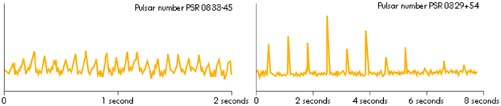 Pulsar number PSR 0833-45
0
1 second
2 seconds
Pulsar number PSR 0329+54
0
2 seconds
4 seconds
6 seconds
8 seconds